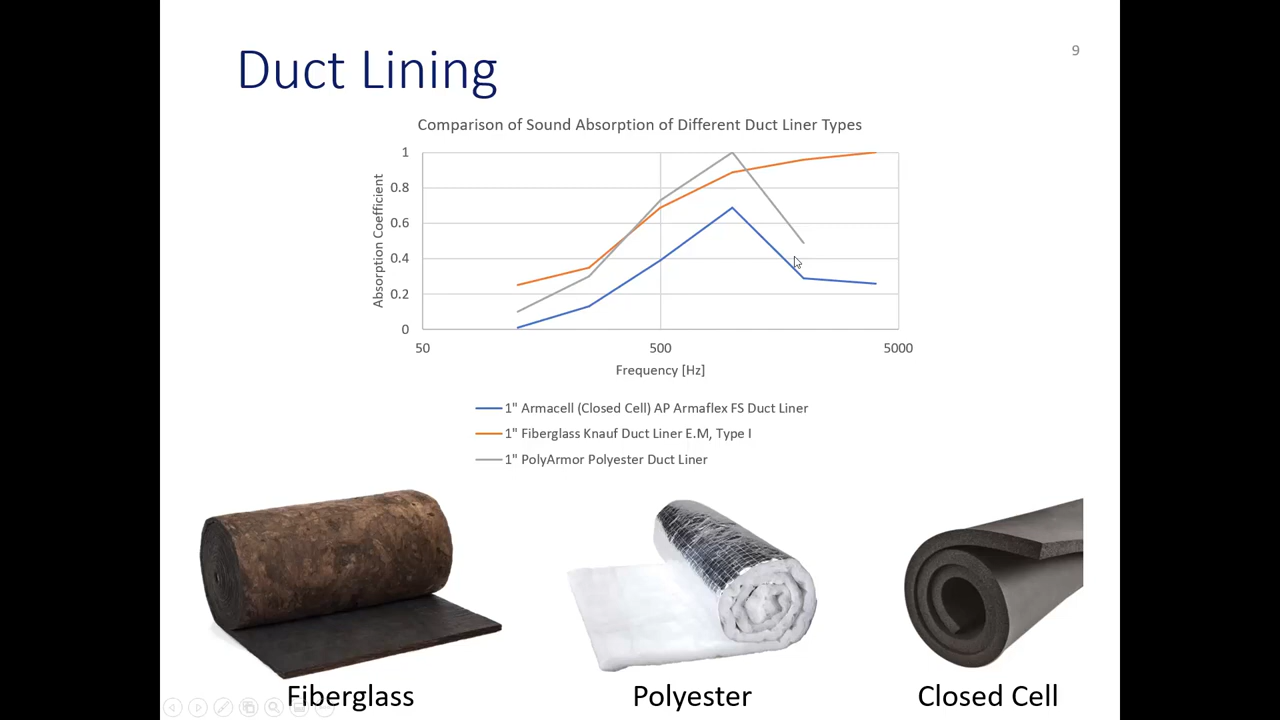 Duct Lining
9
Comparison of Sound Absorption of Different Duct Liner Types
Absorption Coefficient
1
0.8
0.6
0.4
0.2
0
50 500 5000
Frequency [Hz]
1" Armacell (Closed Cell) AP Armaflex FS Duct Liner
1" Fiberglass Knauf Duct Liner E.M, Type I
1" PolyArmor Polyester Duct Liner
Fiberglass Polyester Closed Cell